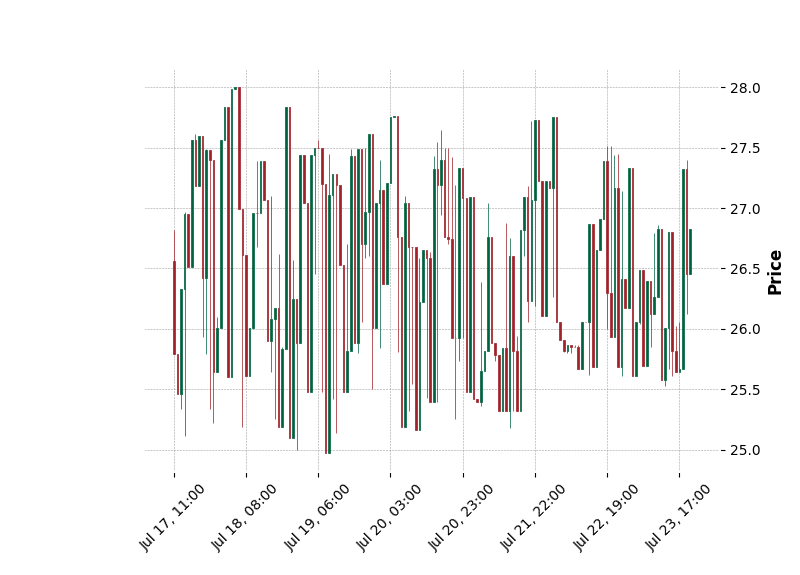 28.0
27.5
27.0
26.5
26.0
25.5
25.0
Price
Jul 17, 11:00
Jul 18, 08:00
Jul 19, 06:00
Jul 20, 03:00
Jul 20, 23:00
Jul 21, 22:00
Jul 22, 19:00
Jul 23, 17:00